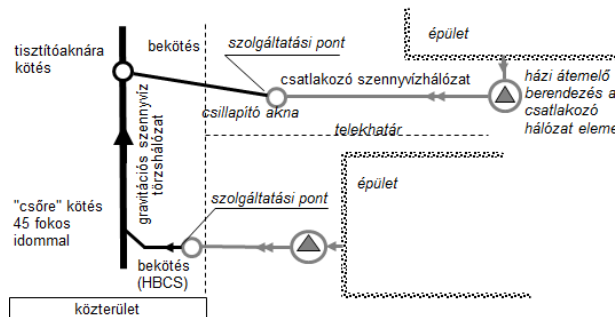 tisztítóaknára
kötés
bekötés
szolgáltatási pont
épület
csatlakozó szennyvízhálózat
csillapító akna
házi átemelő
berendezés a
csatlakozó
hálózat eleme
telekhatár
gravitációs szennyvíz
törzshálózat
"csőre" kötés
45 fokos
idommal
szolgáltatási pont
épület
bekötés
(HBCS)
közterület